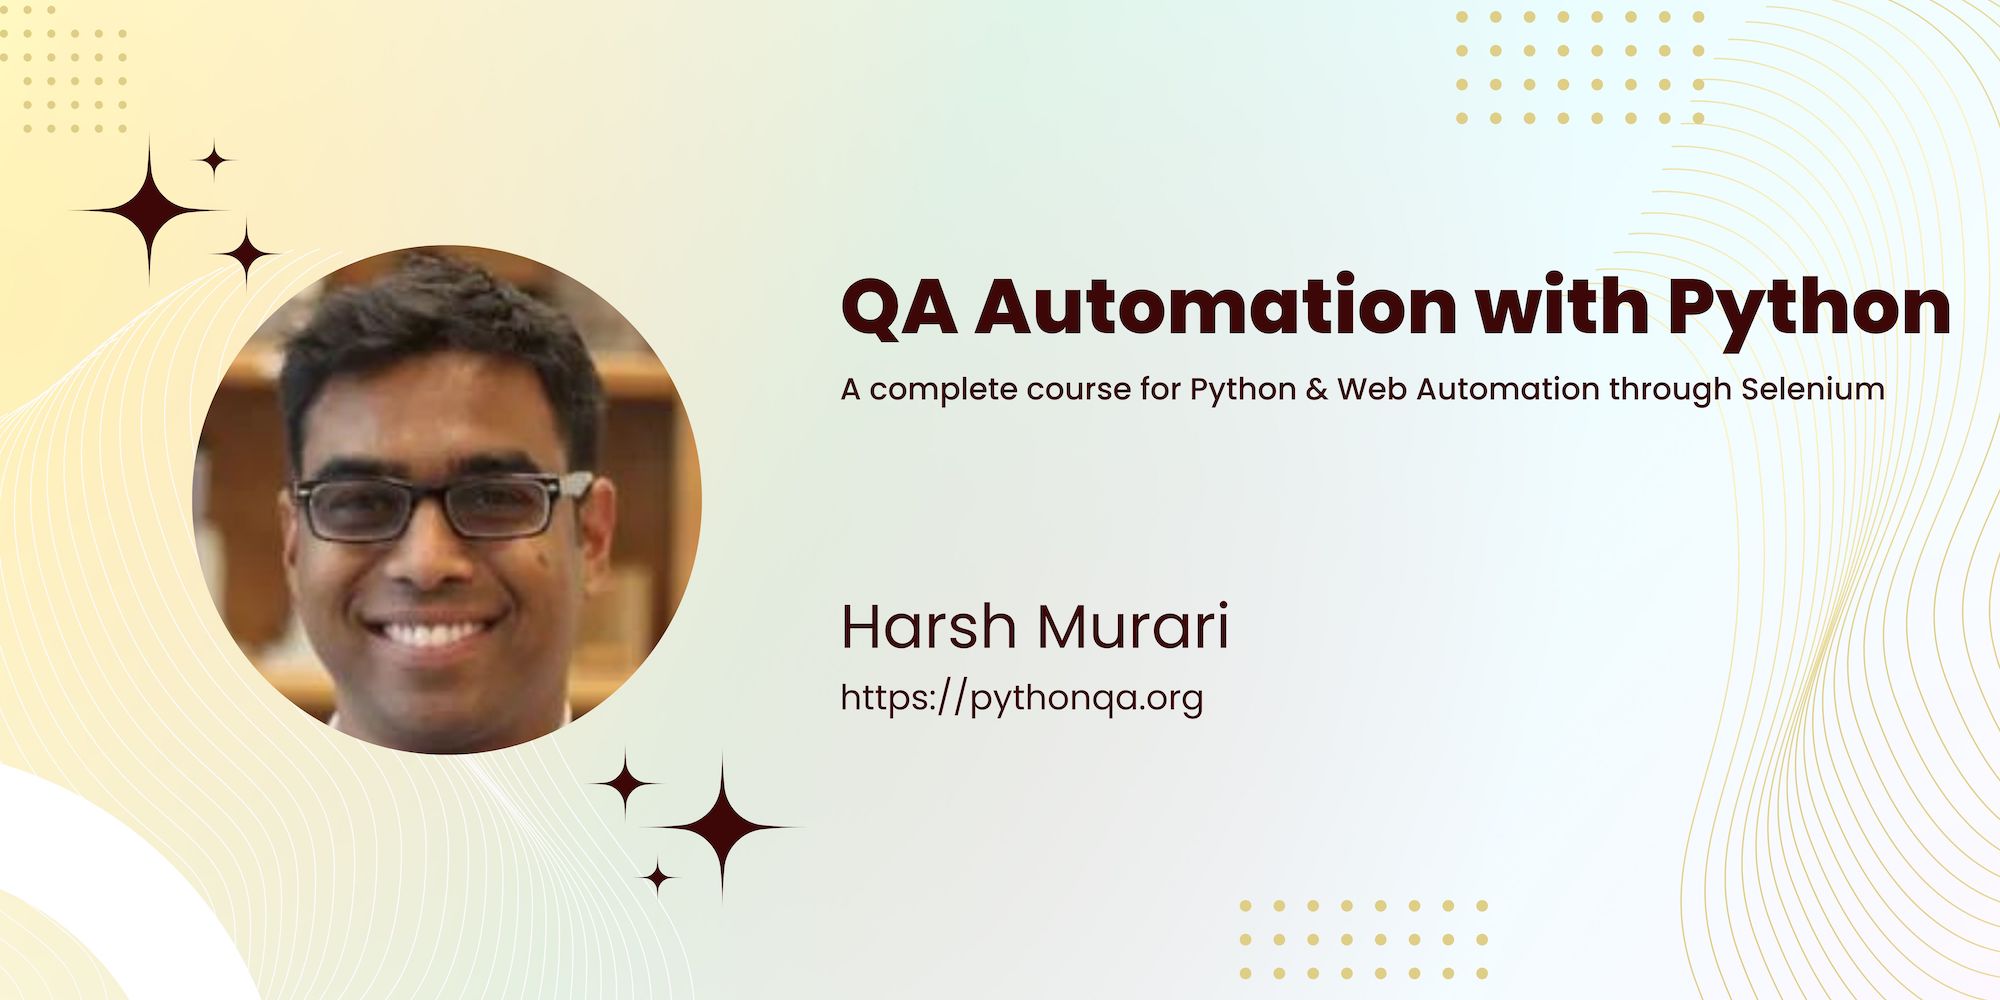 QA Automation with Python
A complete course for Python & Web Automation through Selenium
Harsh Murari
https://pythonqa.org